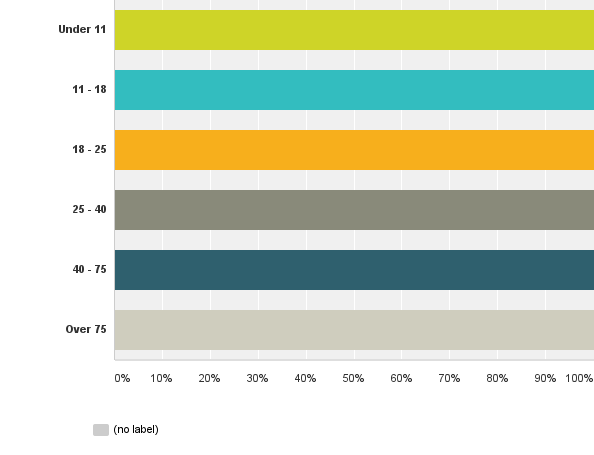 Under 11
11 - 18
18 - 25
25 - 40
40 - 75
Over 75
0% 10% 20% 30% 40% 50% 60% 70% 80% 90% 100%
(no label)